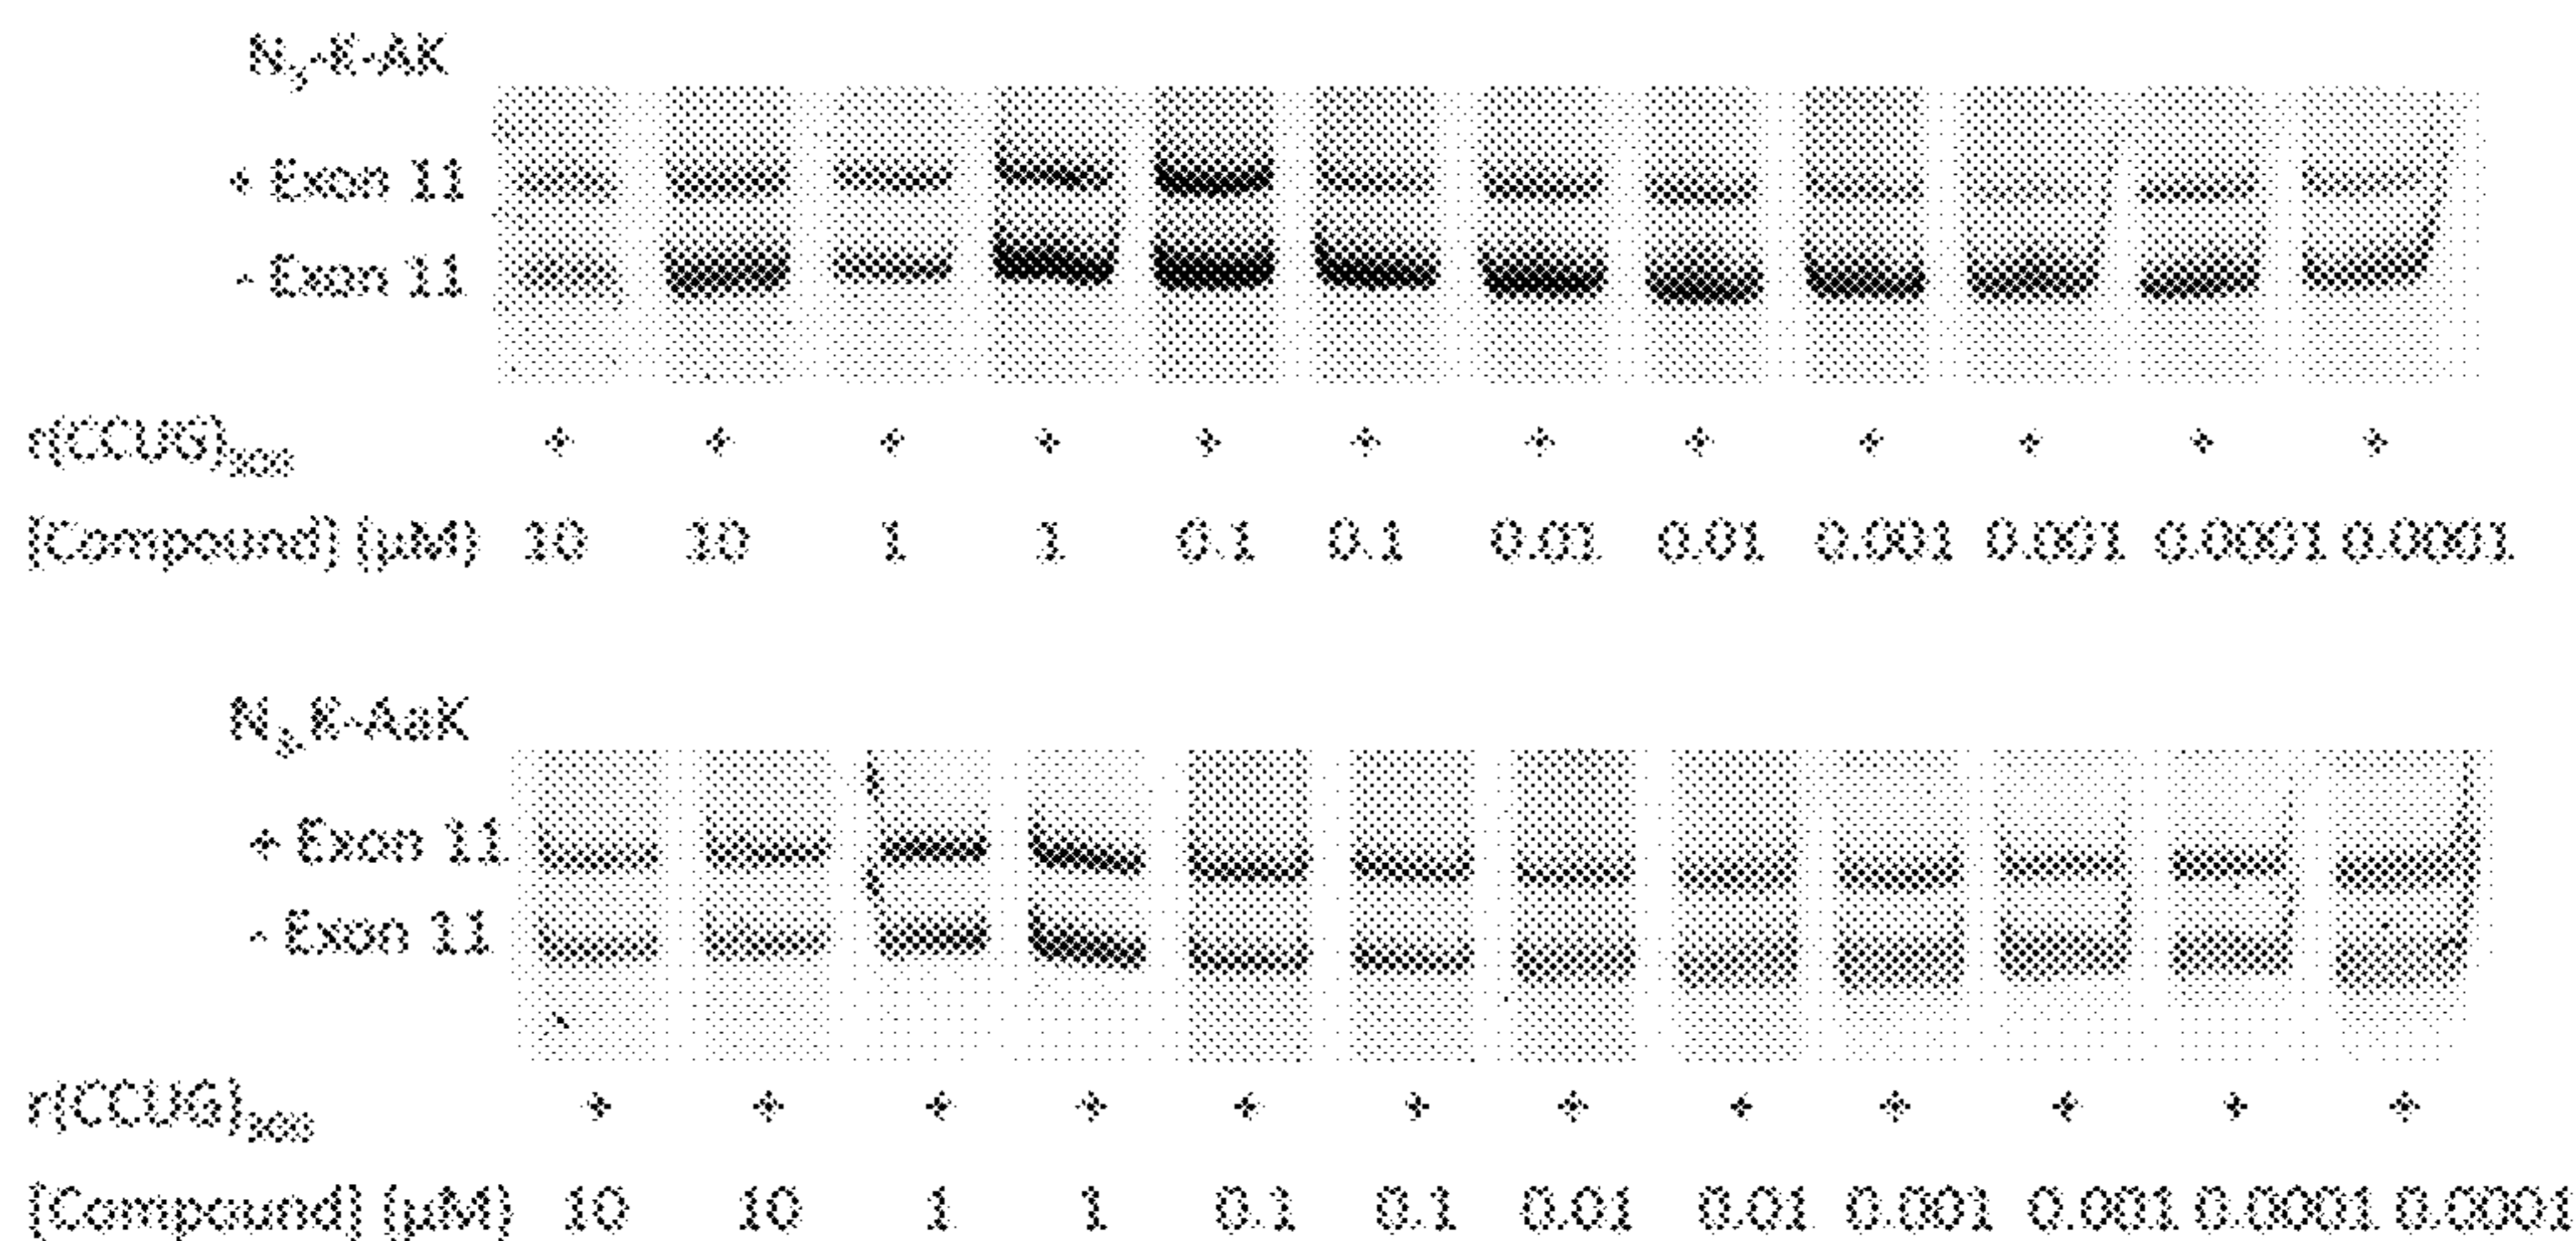 N3-K-AK
+ Exon 11
- Exon 11
r(CCUG)300 + + + + + + + + + + + +
[Compound] (µM) 10 10 1 1 0.1 0.1 0.01 0.01 0.001 0.001 0.0001 0.0001
N3-K-AaK
+ Exon 11
- Exon 11
r(CCUG)300 + + + + + + + + + + + +
[Compound] (µM) 10 10 1 1 0.1 0.1 0.01 0.01 0.001 0.001 0.0001 0.0001